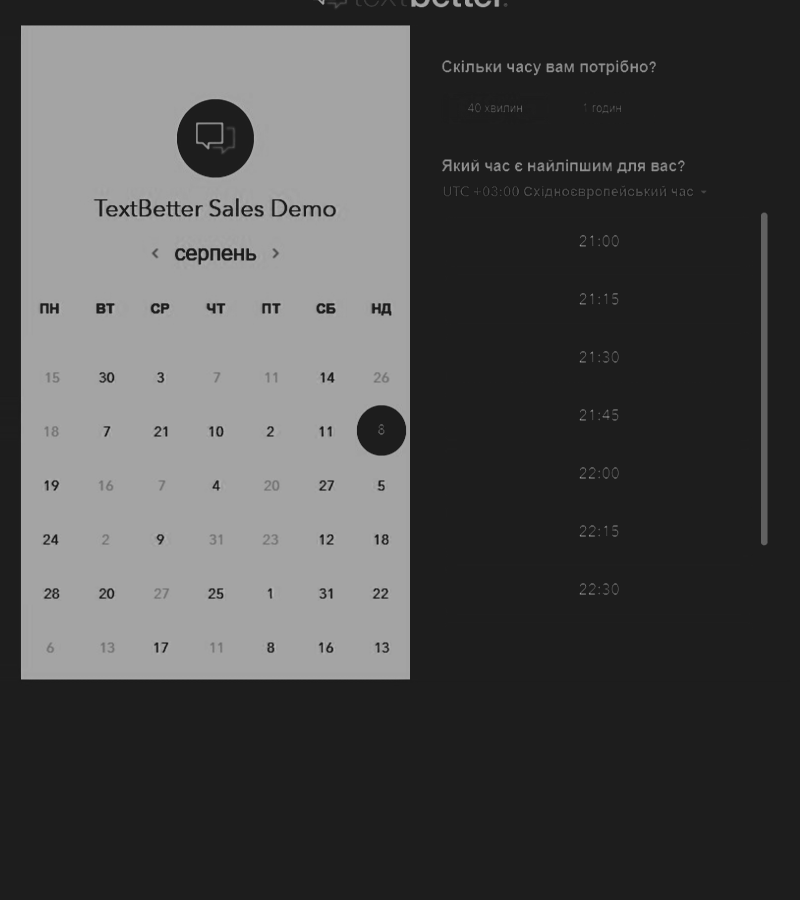 textbetter.
TextBetter Sales Demo
‹ серпень ›
ПН ВТ СР ЧТ ПТ СБ НД
15 30 3 7 11 14 26
18 7 21 10 2 11 8
19 16 7 4 20 27 5
24 2 9 31 23 12 18
28 20 27 25 1 31 22
6 13 17 11 8 16 13
Скільки часу вам потрібно?
40 хвилин 1 годин
Який час є найліпшим для вас?
UTC +03:00 Східноєвропейський час
21:00
21:15
21:30
21:45
22:00
22:15
22:30